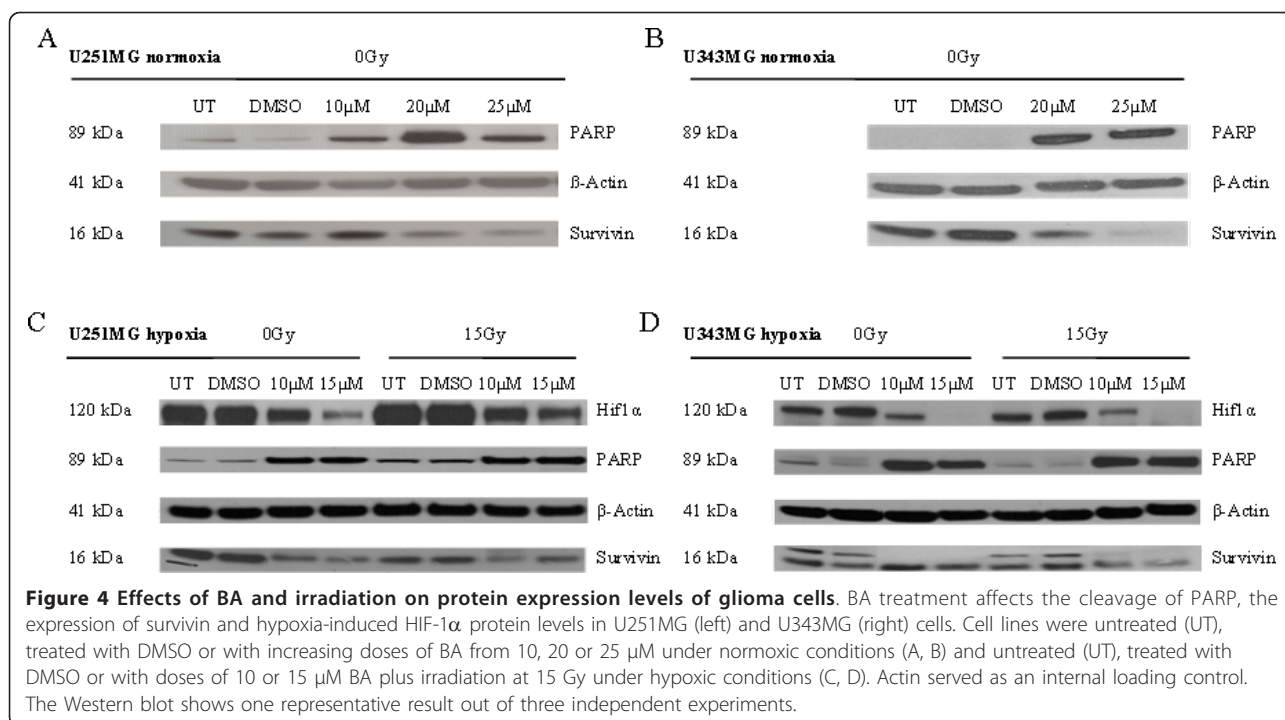 A
U251MG normoxia 0Gy
UT DMSO 10µM 20µM 25µM
89 kDa PARP
41 kDa ß-Actin
16 kDa Survivin
B
U343MG normoxia 0Gy
UT DMSO 20µM 25µM
89 kDa PARP
41 kDa β-Actin
16 kDa Survivin
C
U251MG hypoxia 0Gy 15Gy
UT DMSO 10µM 15µM UT DMSO 10µM 15µM
120 kDa Hif1α
89 kDa PARP
41 kDa β-Actin
16 kDa Survivin
D
U343MG hypoxia 0Gy 15Gy
UT DMSO 10µM 15µM UT DMSO 10µM 15µM
120 kDa Hif1α
89 kDa PARP
41 kDa β-Actin
16 kDa Survivin
Figure 4 Effects of BA and irradiation on protein expression levels of glioma cells. BA treatment affects the cleavage of PARP, the
expression of survivin and hypoxia-induced HIF-1α protein levels in U251MG (left) and U343MG (right) cells. Cell lines were untreated (UT),
treated with DMSO or with increasing doses of BA from 10, 20 or 25 μM under normoxic conditions (A, B) and untreated (UT), treated with
DMSO or with doses of 10 or 15 μM BA plus irradiation at 15 Gy under hypoxic conditions (C, D). Actin served as an internal loading control.
The Western blot shows one representative result out of three independent experiments.